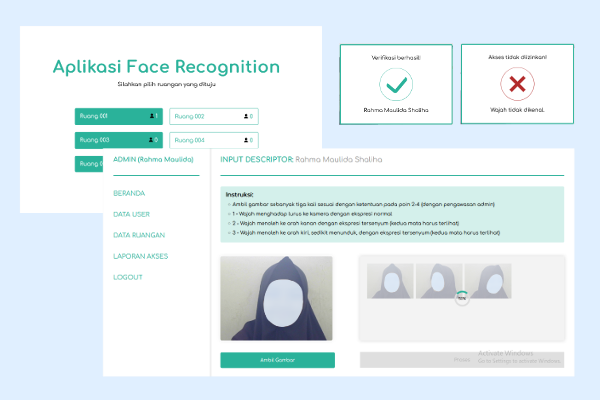 Aplikasi Face Recognition
Silahkan pilih ruangan yang dituju
Ruang 001 1
Ruang 002 0
Ruang 003 0
Ruang 004 0
Ruang
Verifikasi berhasil!
Rahma Maulida Shaliha
Akses tidak diizinkan!
Wajah tidak dikenal.
ADMIN (Rahma Maulida)
BERANDA
DATA USER
DATA RUANGAN
LAPORAN AKSES
LOGOUT
INPUT DESCRIPTOR: Rahma Maulida Shaliha
Instruksi:
Ambil gambar sebanyak tiga kali sesuai dengan ketentuan pada poin 2-4 (dengan pengawasan admin)
1 - Wajah menghadap lurus ke kamera dengan ekspresi normal
2 - Wajah menoleh ke arah kanan dengan ekspresi tersenyum (kedua mata harus terlihat)
3 - Wajah menoleh ke arah kiri, sedikit menunduk, dengan ekspresi tersenyum (kedua mata harus terlihat)
Ambil Gambar
Proses
Activate Windows
Go to Settings to activate Windows.